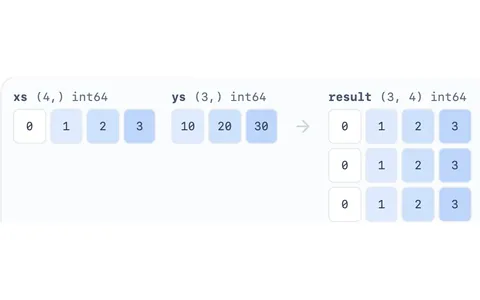 xs (4,) int64 ys (3,) int64 result (3, 4) int64
0 1 2 3 10 20 30 → 0 1 2 3
0 1 2 3
0 1 2 3